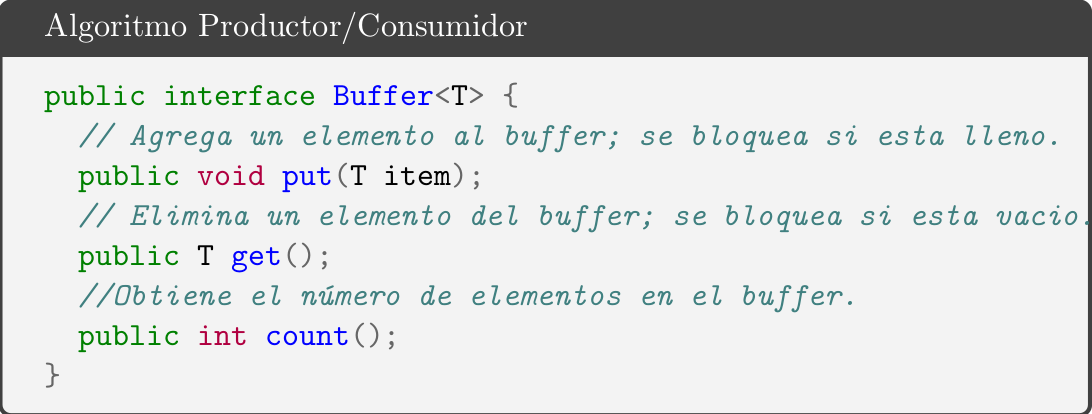 Algoritmo Productor/Consumidor
public interface Buffer<T> {
  // Agrega un elemento al buffer; se bloquea si esta lleno.
  public void put(T item);
  // Elimina un elemento del buffer; se bloquea si esta vacio.
  public T get();
  //Obtiene el número de elementos en el buffer.
  public int count();
}